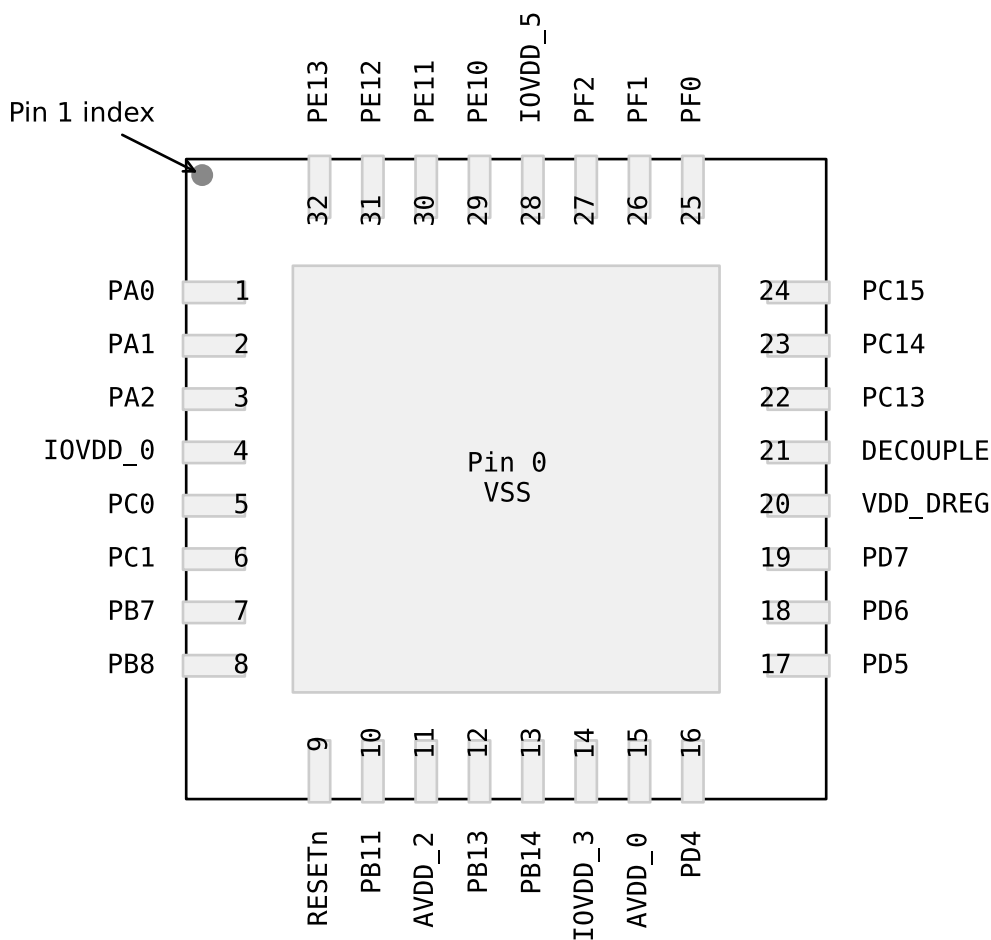 IOVDD_5
PE13 PE12 PE11 PE10 PF2 PF1 PF0
Pin 1 index
32 31 30 29 28 27 26 25
PA0 1 24 PC15
PA1 2 23 PC14
PA2 3 22 PC13
IOVDD_0 4 21 DECOUPLE
Pin 0
VSS
PC0 5 20 VDD_DREG
PC1 6 19 PD7
PB7 7 18 PD6
PB8 8 17 PD5
9 10 11 12 13 14 15 16
RESETn PB11 AVDD_2 PB13 PB14 IOVDD_3 AVDD_0 PD4